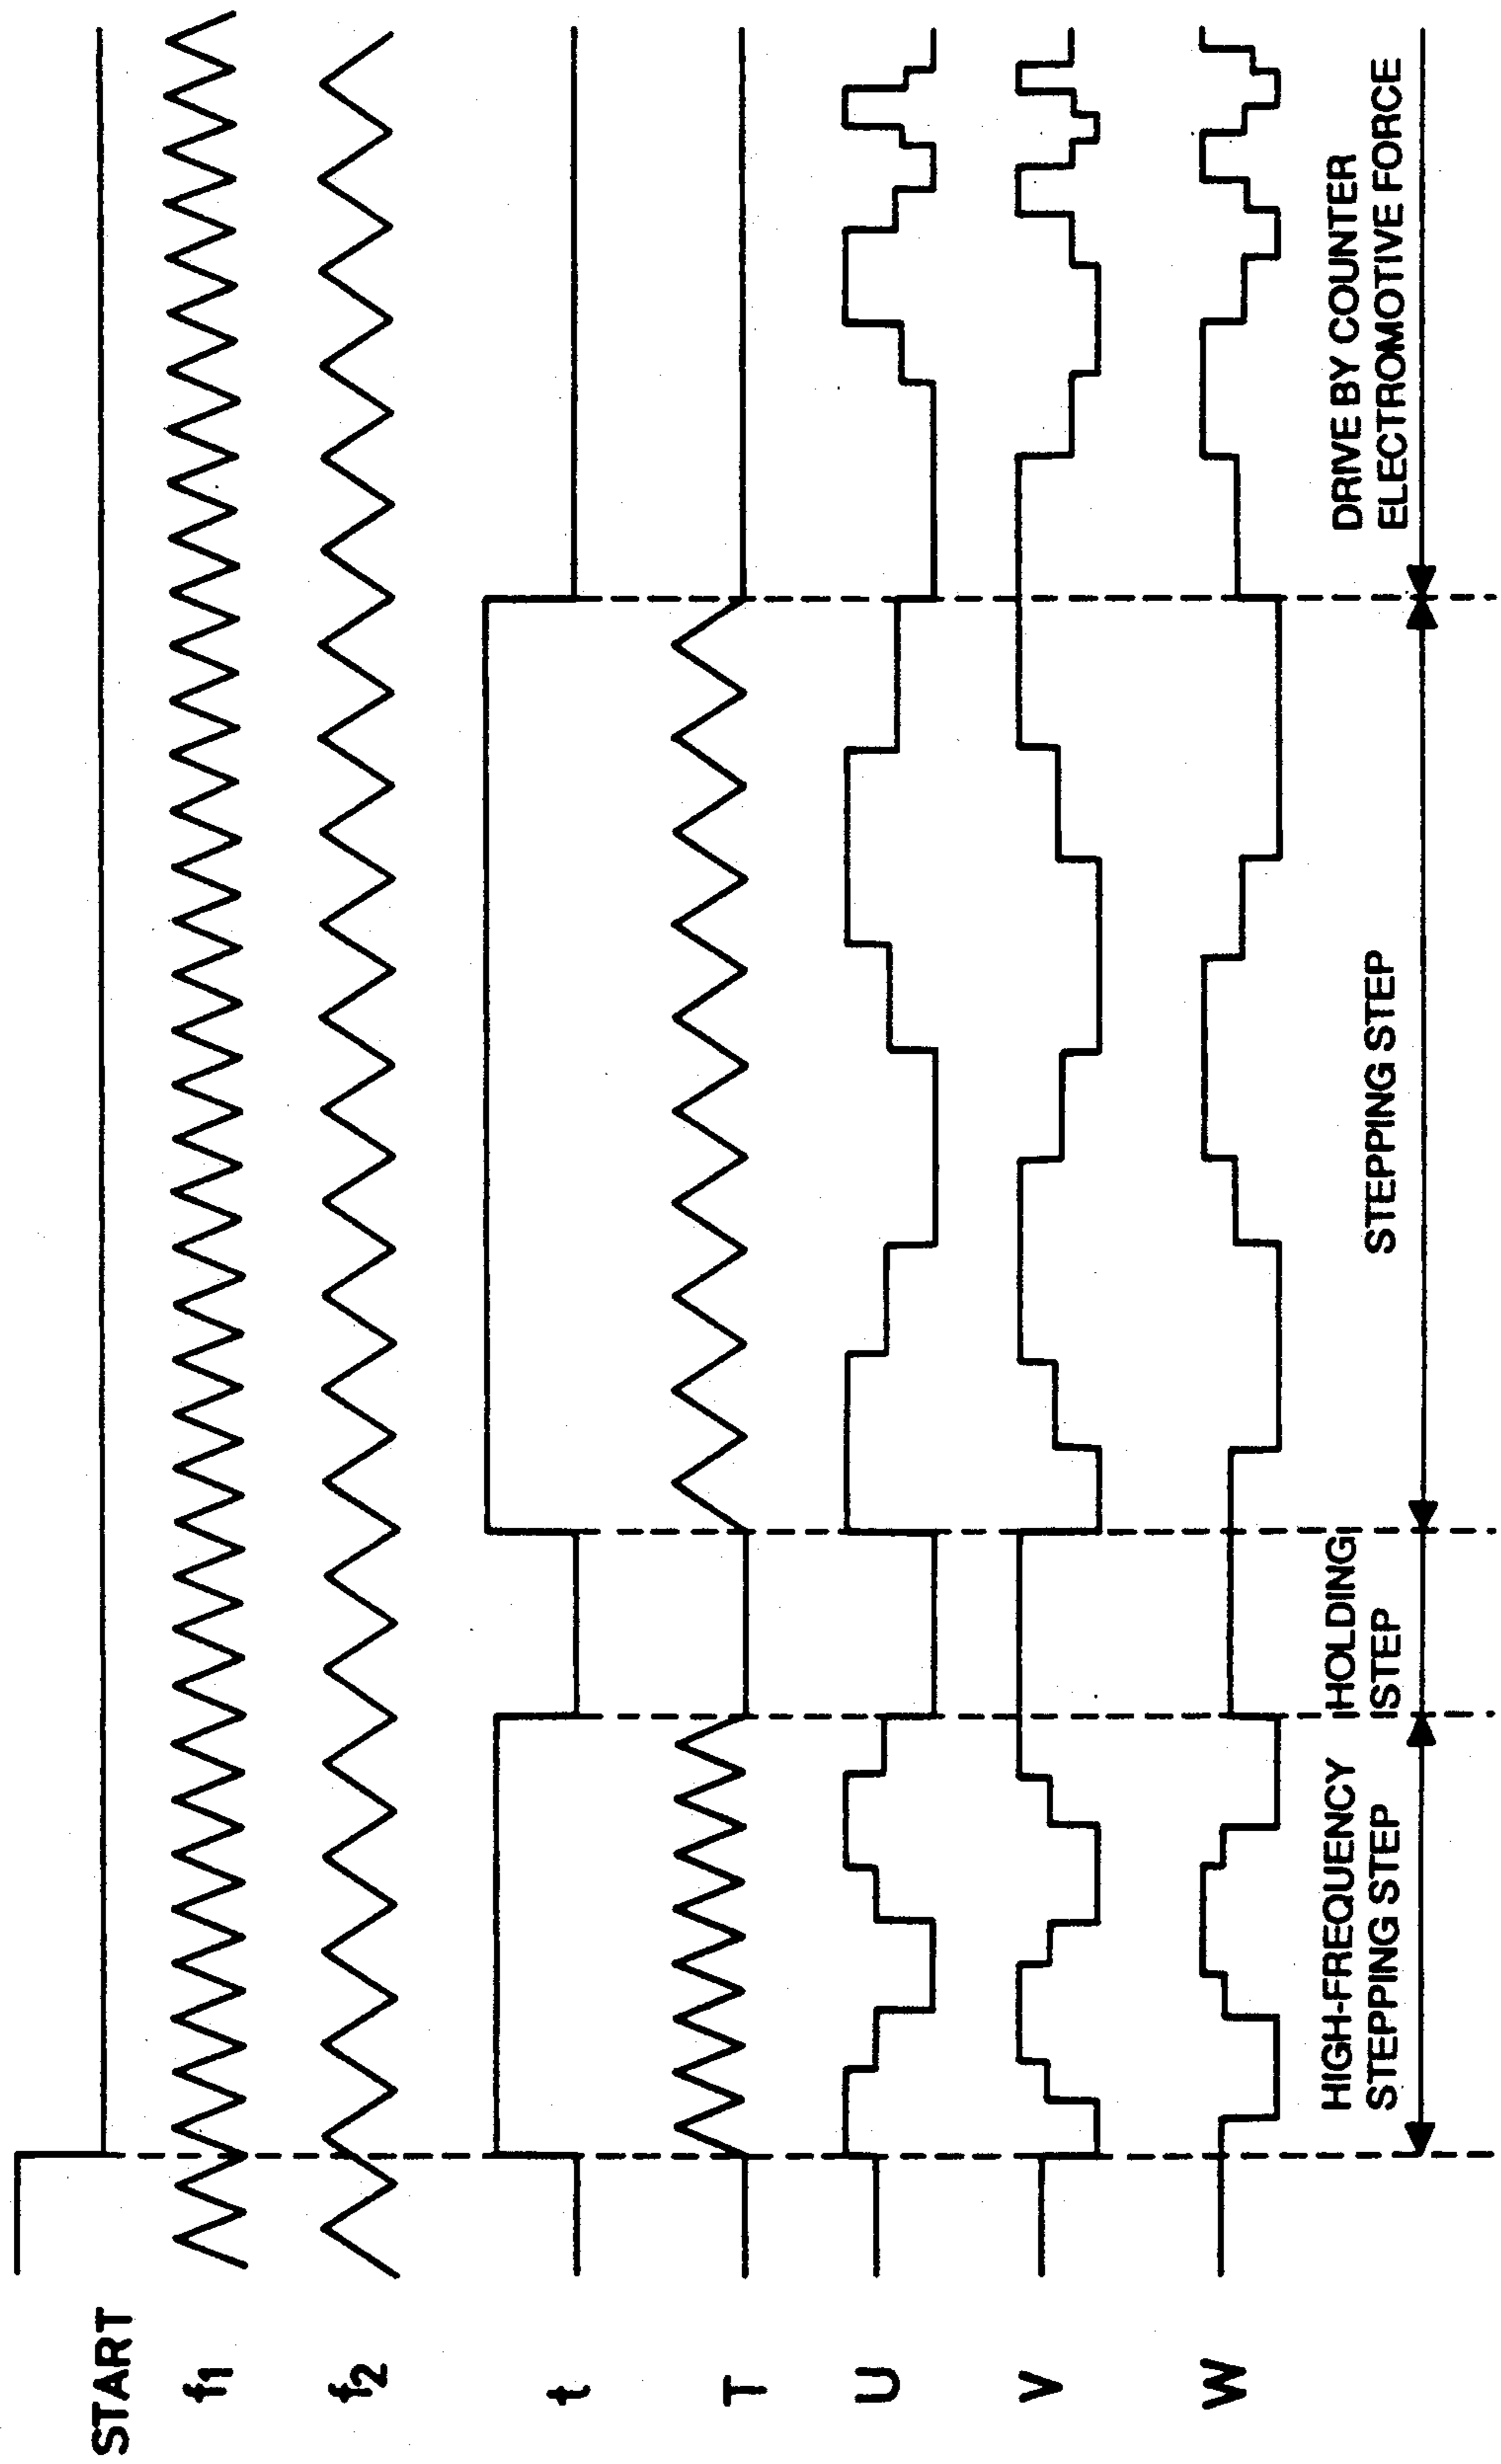 START
f1
f2
t
T
U
V
W
HIGH-FREQUENCY
STEPPING STEP
HOLDING
STEP
STEPPING STEP
DRIVE BY COUNTER
ELECTROMOTIVE FORCE